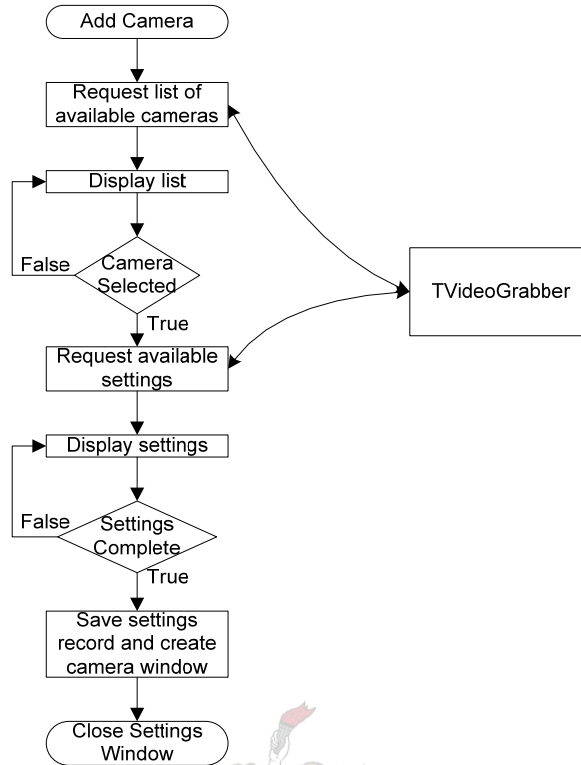 Add Camera
Request list of
available cameras
Display list
False
Camera
Selected
True
TVideoGrabber
Request available
settings
Display settings
False
Settings
Complete
True
Save settings
record and create
camera window
Close Settings
Window